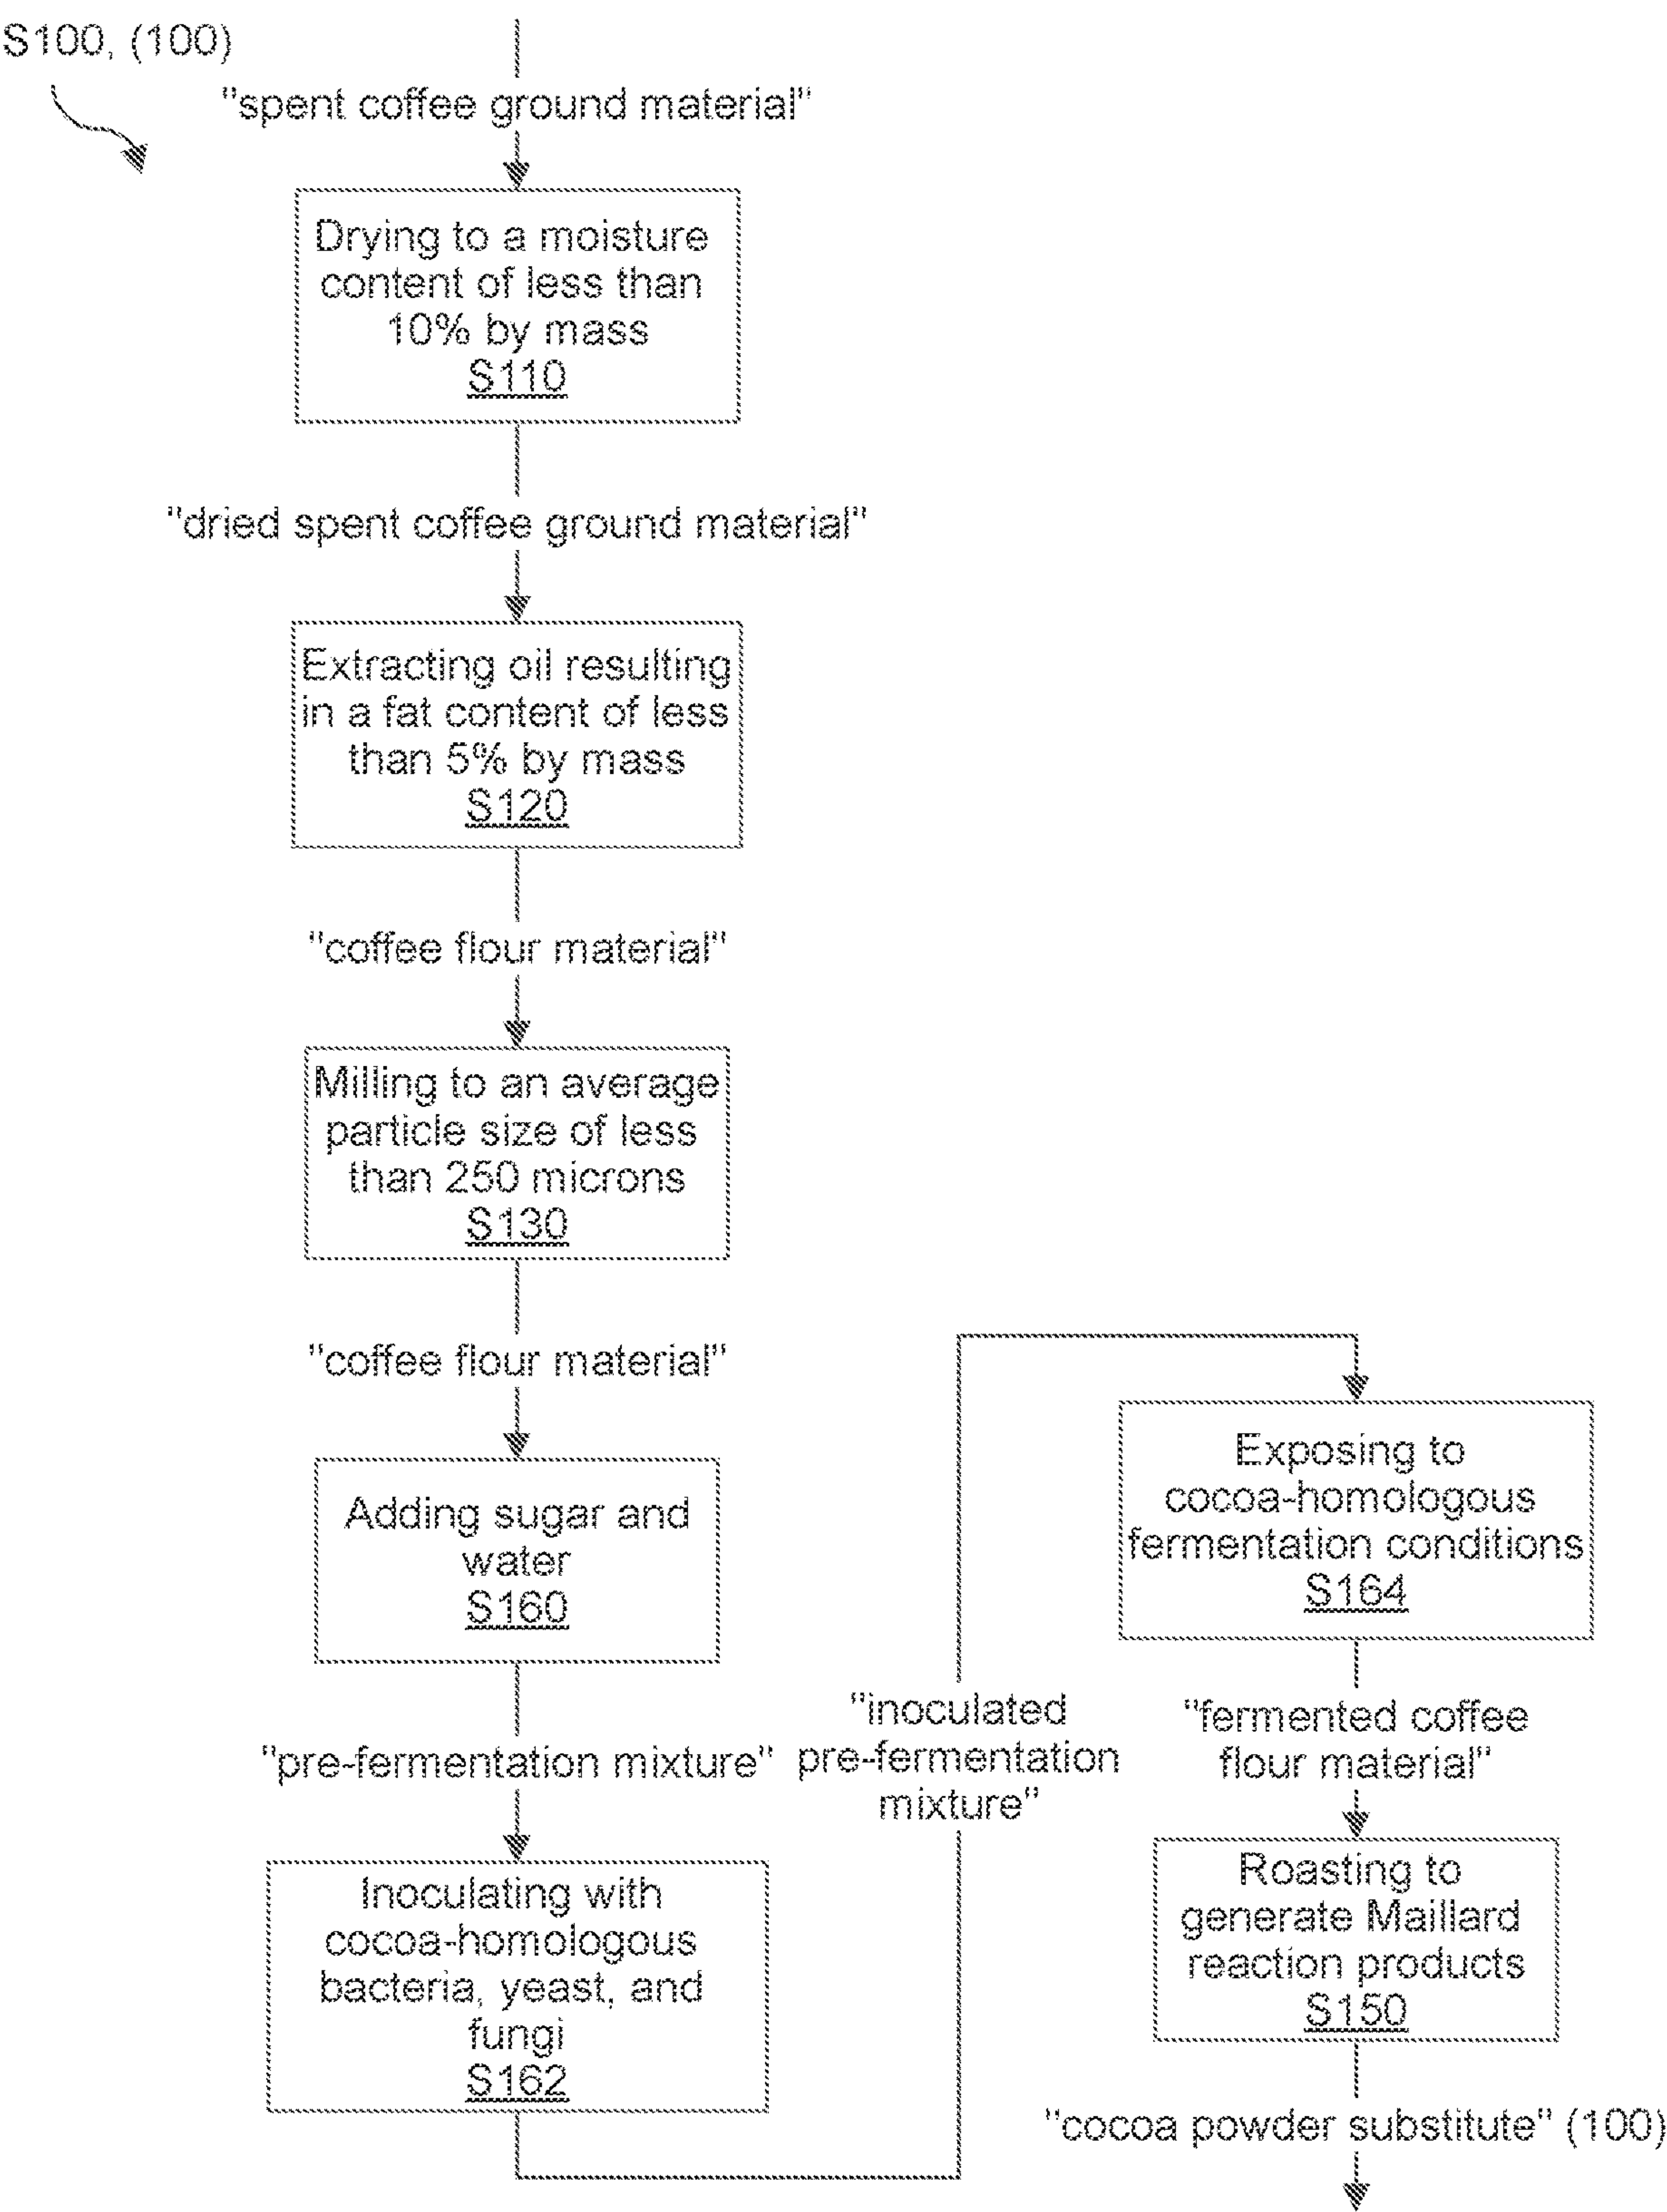 S100, (100)
"spent coffee ground material"
Drying to a moisture
content of less than
10% by mass
S110
"dried spent coffee ground material"
Extracting oil resulting
in a fat content of less
than 5% by mass
S120
"coffee flour material"
Milling to an average
particle size of less
than 250 microns
S130
"coffee flour material"
Adding sugar and
water
S160
"pre-fermentation mixture"
Inoculating with
cocoa-homologous
bacteria, yeast, and
fungi
S162
"inoculated
pre-fermentation
mixture"
Exposing to
cocoa-homologous
fermentation conditions
S164
"fermented coffee
flour material"
Roasting to
generate Maillard
reaction products
S150
"cocoa powder substitute" (100)